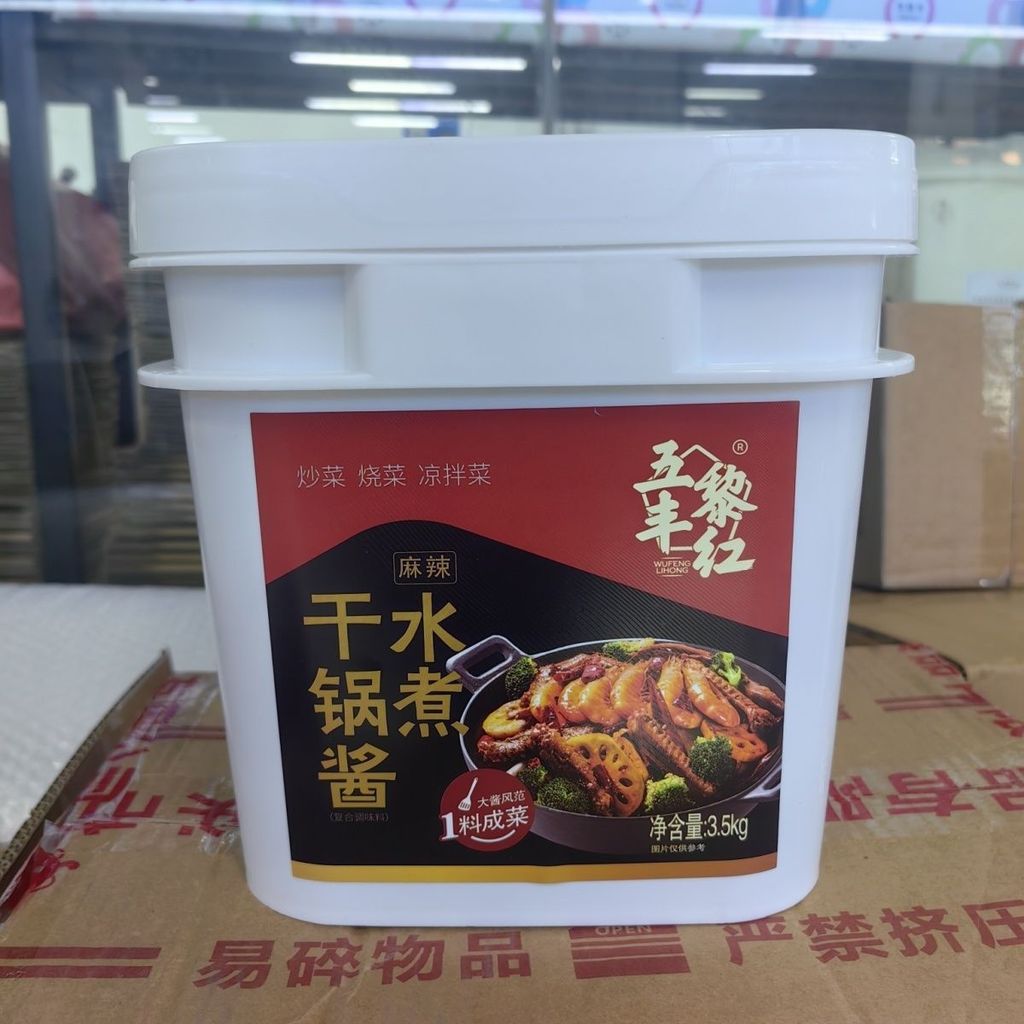 炒菜 烧菜 凉拌菜
五丰
黎红
®
WUFENG
LIHONG
麻辣
水煮
干锅酱
(复合调味料)
大酱风范
1料成菜
净含量:3.5kg
图片仅供参考
易碎物品
OPEN
严禁挤压